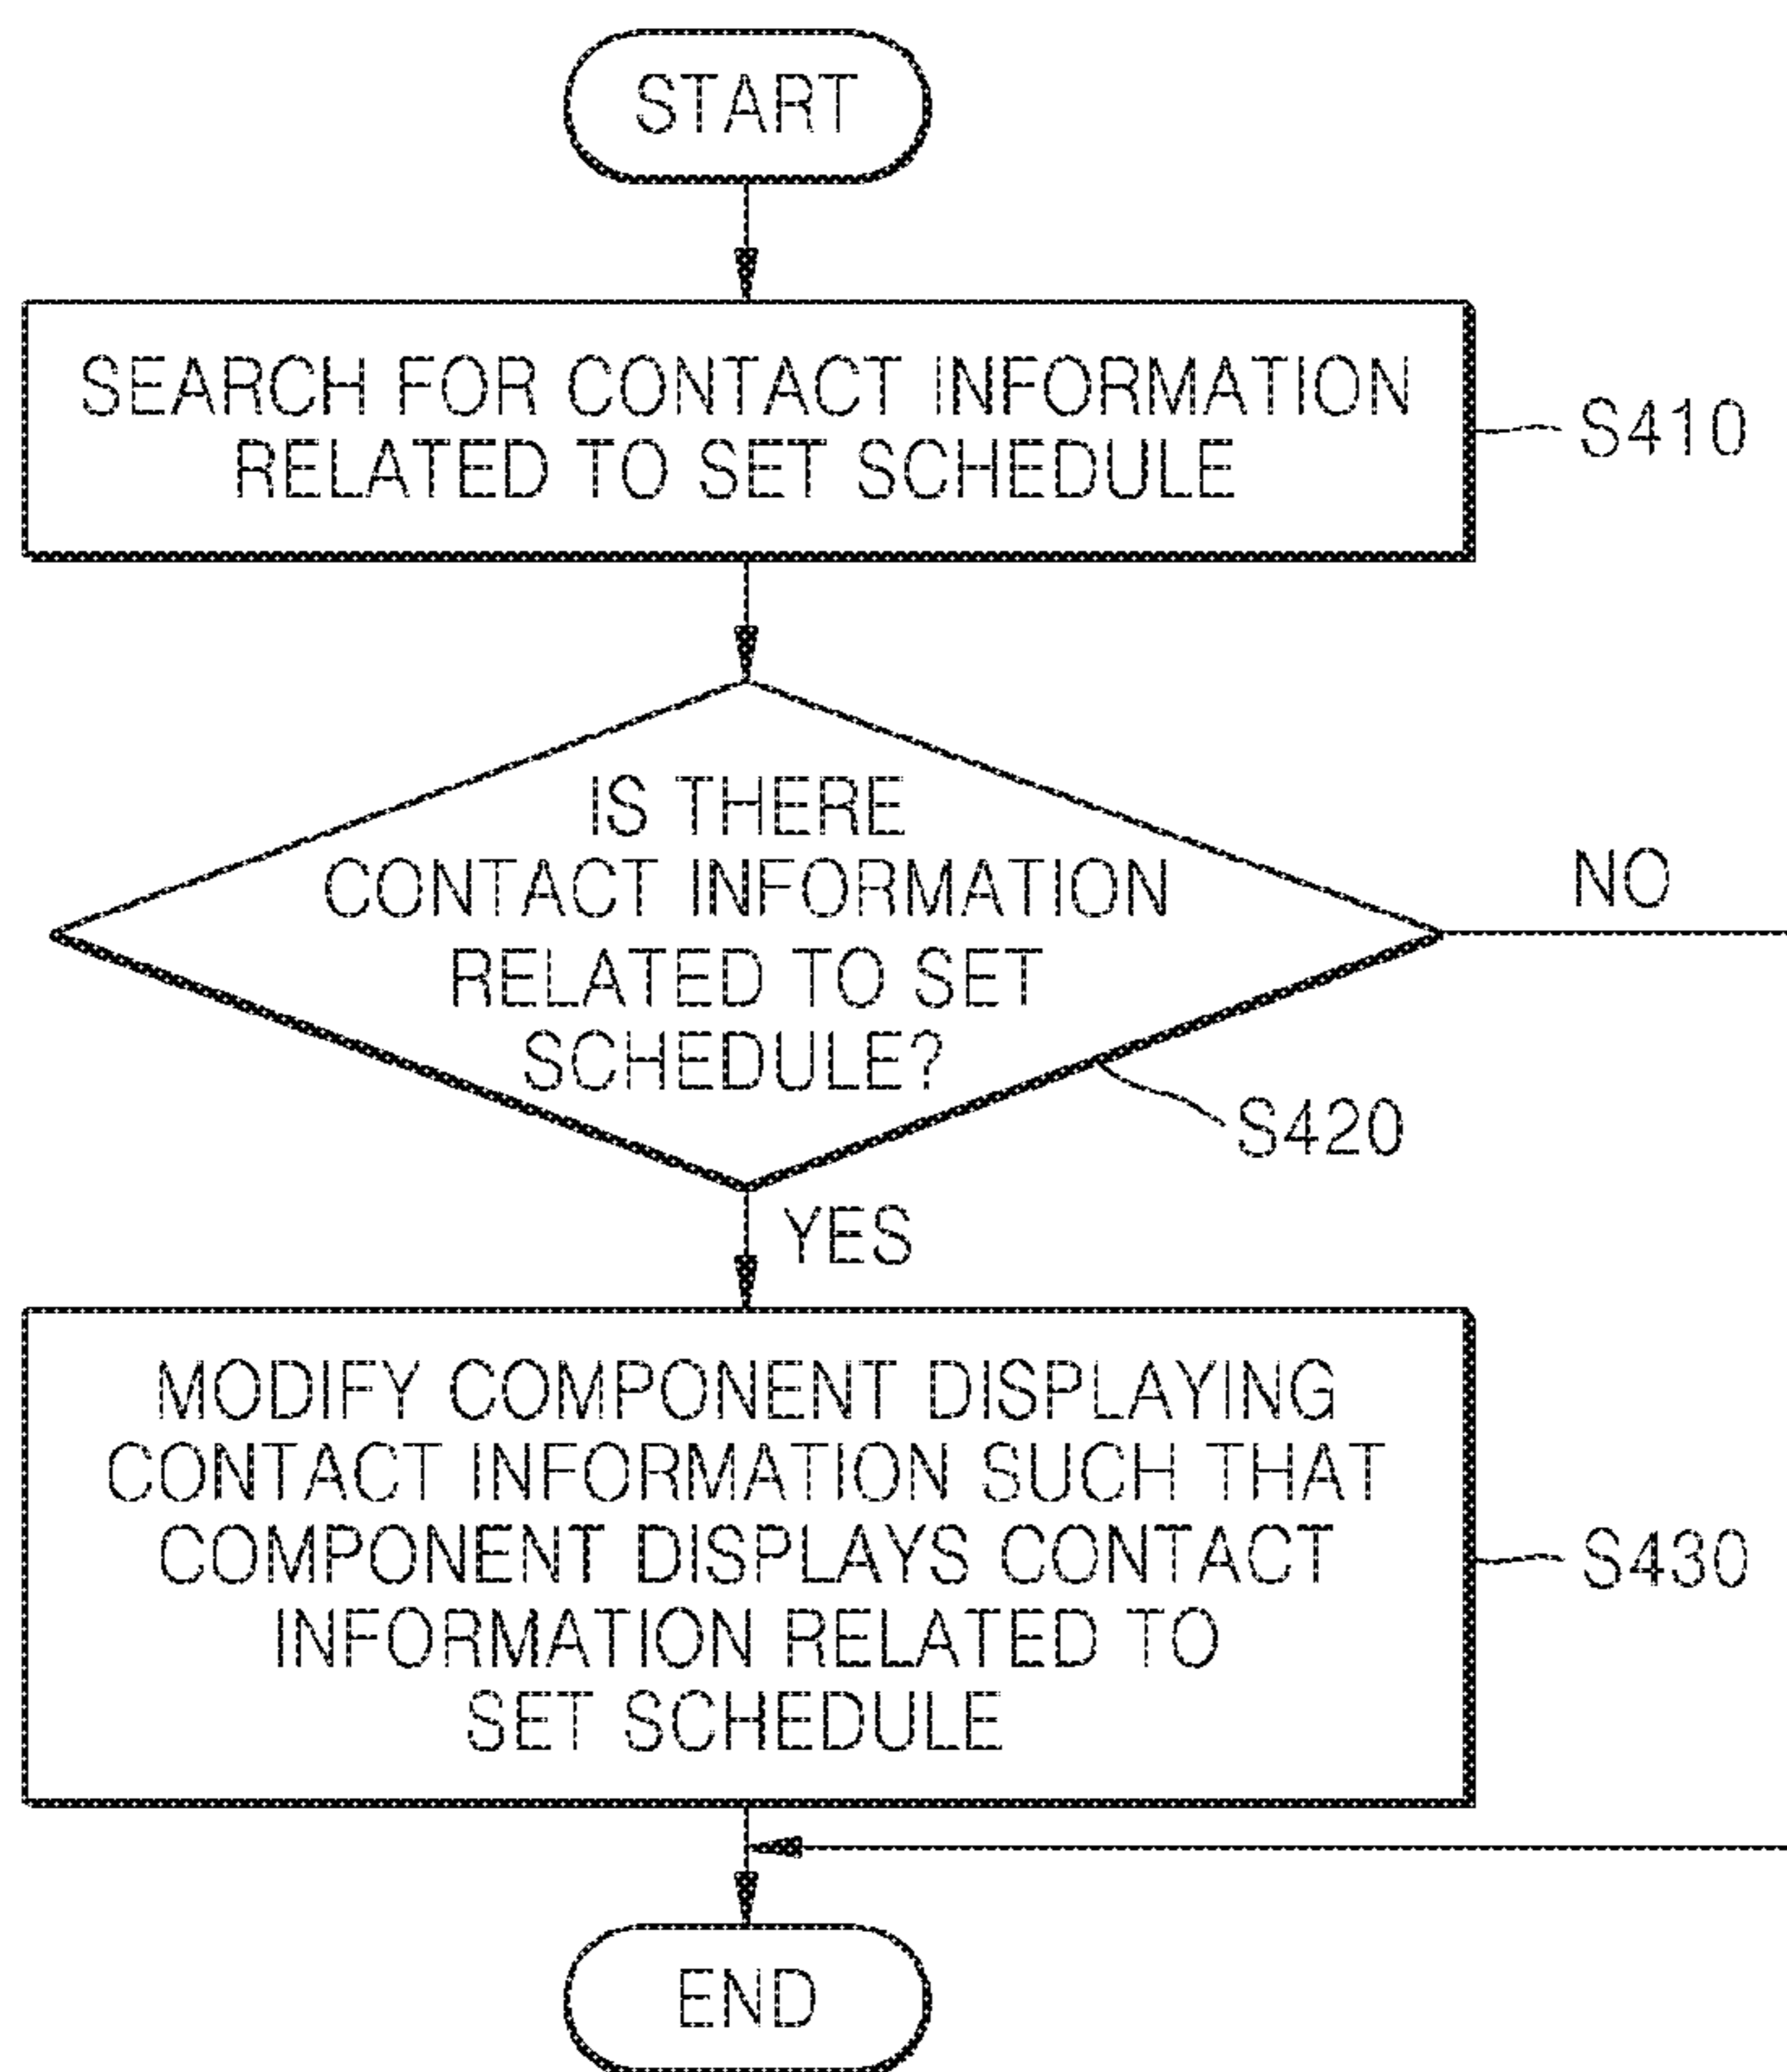 START
SEARCH FOR CONTACT INFORMATION
RELATED TO SET SCHEDULE
S410
IS THERE
CONTACT INFORMATION
RELATED TO SET
SCHEDULE?
NO
S420
YES
MODIFY COMPONENT DISPLAYING
CONTACT INFORMATION SUCH THAT
COMPONENT DISPLAYS CONTACT
INFORMATION RELATED TO
SET SCHEDULE
S430
END